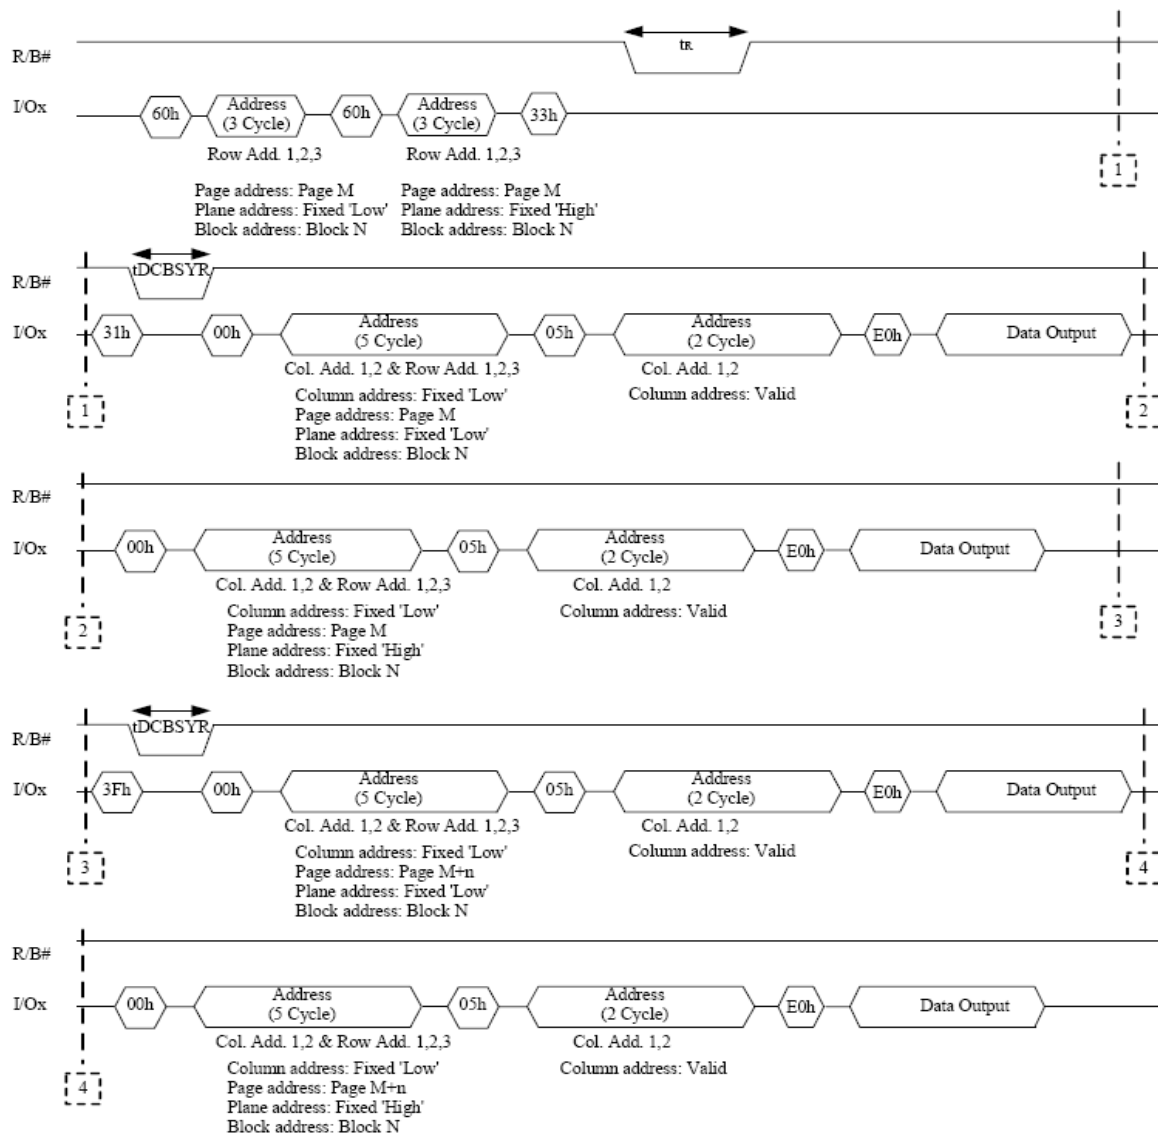 R/B#
tR
I/Ox
60h
Address
(3 Cycle)
60h
Address
(3 Cycle)
33h
Row Add. 1,2,3
Row Add. 1,2,3
Page address: Page M
Plane address: Fixed 'Low'
Block address: Block N
Page address: Page M
Plane address: Fixed 'High'
Block address: Block N
1
R/B#
tDCBSYR
I/Ox
31h
00h
Address
(5 Cycle)
05h
Address
(2 Cycle)
E0h
Data Output
Col. Add. 1,2 & Row Add. 1,2,3
Col. Add. 1,2
Column address: Fixed 'Low'
Page address: Page M
Plane address: Fixed 'Low'
Block address: Block N
Column address: Valid
1
2
R/B#
I/Ox
00h
Address
(5 Cycle)
05h
Address
(2 Cycle)
E0h
Data Output
Col. Add. 1,2 & Row Add. 1,2,3
Col. Add. 1,2
Column address: Fixed 'Low'
Page address: Page M
Plane address: Fixed 'High'
Block address: Block N
Column address: Valid
2
3
R/B#
tDCBSYR
I/Ox
3Fh
00h
Address
(5 Cycle)
05h
Address
(2 Cycle)
E0h
Data Output
Col. Add. 1,2 & Row Add. 1,2,3
Col. Add. 1,2
Column address: Fixed 'Low'
Page address: Page M+n
Plane address: Fixed 'Low'
Block address: Block N
Column address: Valid
3
4
R/B#
I/Ox
00h
Address
(5 Cycle)
05h
Address
(2 Cycle)
E0h
Data Output
Col. Add. 1,2 & Row Add. 1,2,3
Col. Add. 1,2
Column address: Fixed 'Low'
Page address: Page M+n
Plane address: Fixed 'High'
Block address: Block N
Column address: Valid
4